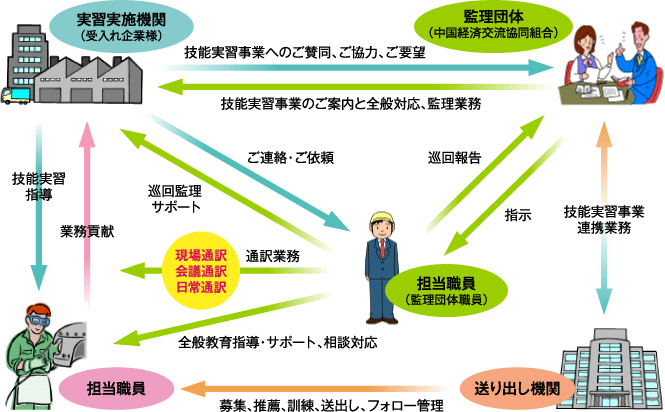 実習実施機関
（受入れ企業様）
監理団体
（中国経済交流協同組合）
技能実習事業へのご賛同、ご協力、ご要望
技能実習事業のご案内と全般対応、監理業務
ご連絡・ご依頼
巡回報告
技能実習
指導
巡回監理
サポート
業務貢献
指示
技能実習事業
連携業務
現場通訳
会議通訳
日常通訳
通訳業務
担当職員
（監理団体職員）
全般教育指導・サポート、相談対応
担当職員
送り出し機関
募集、推薦、訓練、送出し、フォロー管理